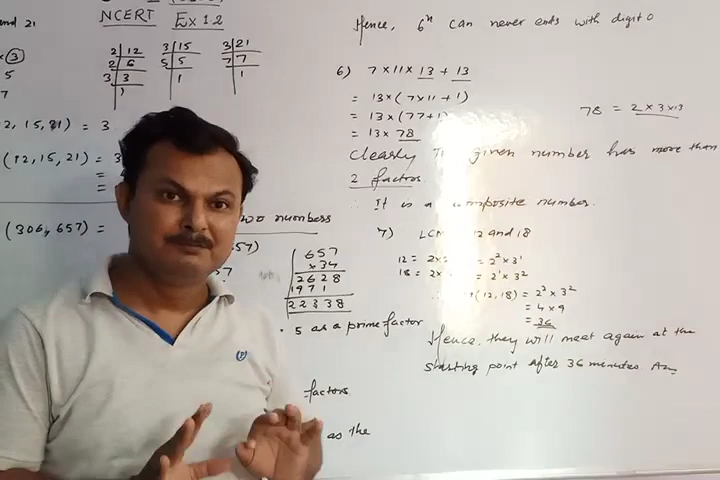 NCERT Ex 1.2
and 21
× 3
5
7
2 12
2 6
3 3
1
3 15
5 5
1
3 21
7 7
1
2, 15, 21) = 3
(12, 15, 21) = 3
=
=
(306, 657) =
two numbers
657
×34
2628
1971
22338
5 as a prime factor
factors
as the
Hence, 6ⁿ can never ends with digit 0
6) 7×11×13 + 13
= 13×(7×11+1)
= 13×(77+1)
= 13×78
78 = 2×3×13
Clearly given number has more than
2 factors.
∴ It is a composite number.
7) LCM 12 and 18
12 = 2× = 2²×3¹
18 = 2× = 2¹×3²
(12,18) = 2²×3²
= 4×9
= 36
Hence, they will meet again at the
starting point after 36 minutes Ans